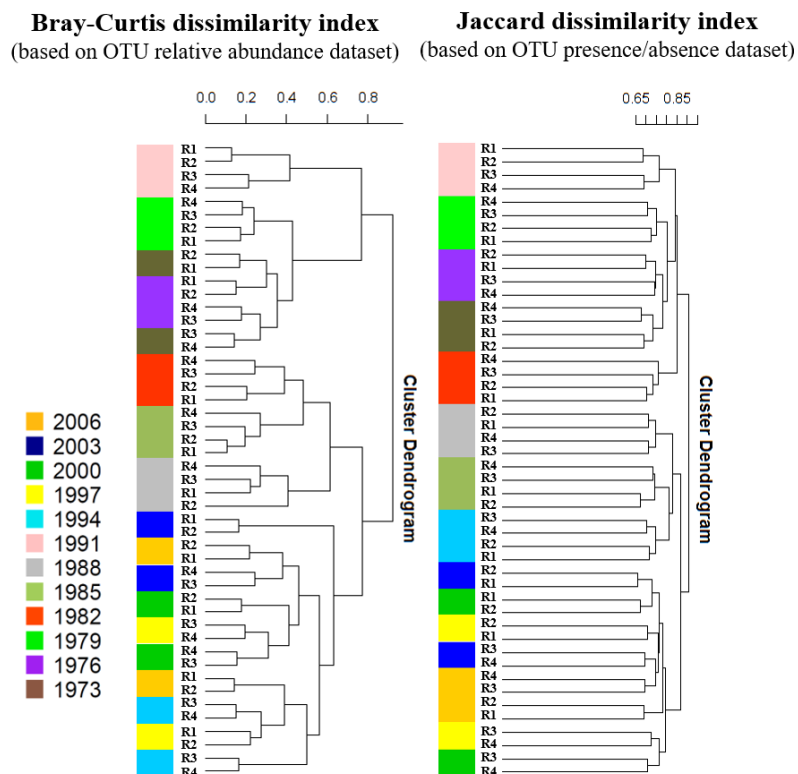 Bray-Curtis dissimilarity index
(based on OTU relative abundance dataset)
0.0 0.2 0.4 0.6 0.8
R1
R2
R3
R4
R4
R3
R2
R1
R2
R1
R1
R2
R4
R3
R3
R4
R4
R3
R2
R1
R4
R3
R2
R1
R4
R3
R1
R2
R1
R2
R2
R1
R4
R3
R2
R1
R3
R4
R4
R3
R1
R2
R3
R4
R1
R2
R3
R4
Cluster Dendrogram
2006
2003
2000
1997
1994
1991
1988
1985
1982
1979
1976
1973
Jaccard dissimilarity index
(based on OTU presence/absence dataset)
0.65 0.85
R1
R2
R3
R4
R4
R3
R2
R1
R2
R1
R3
R4
R4
R3
R1
R2
R4
R3
R2
R1
R2
R1
R4
R3
R4
R3
R1
R2
R3
R4
R2
R1
R2
R1
R1
R2
R2
R1
R3
R4
R4
R3
R2
R1
R3
R4
R3
R4
Cluster Dendrogram